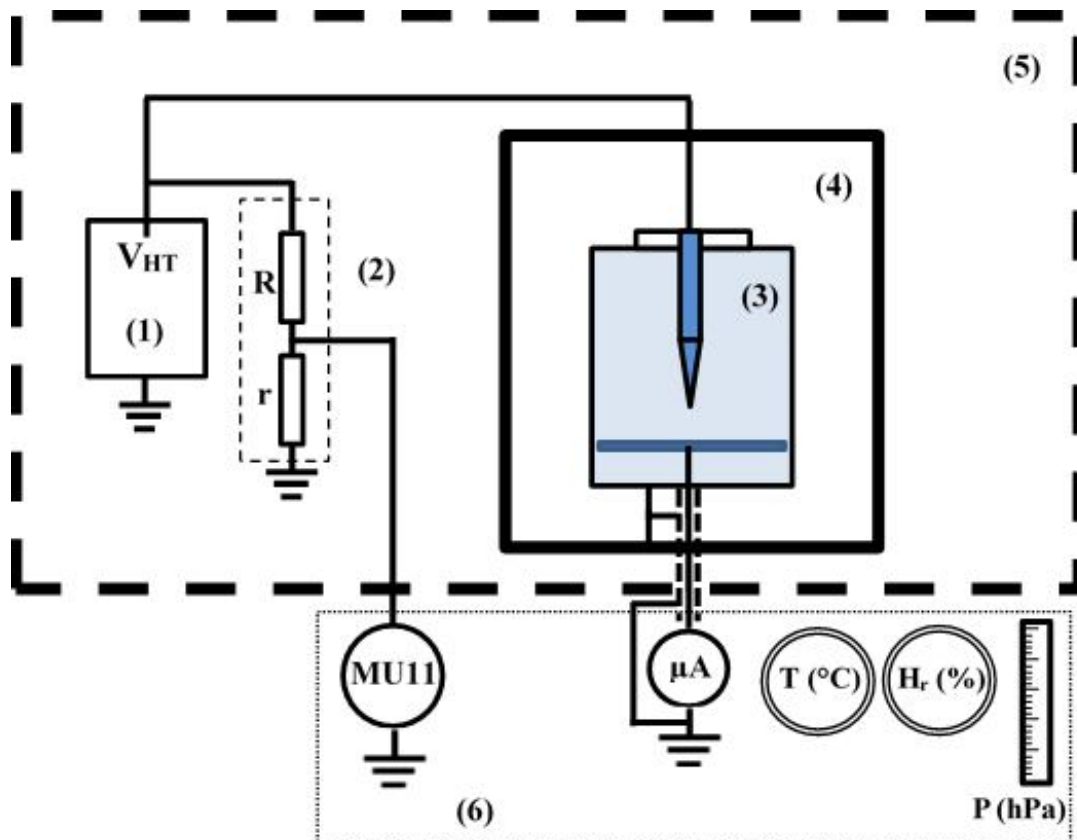 (5)
(4)
V_HT
(1)
R
r
(2)
(3)
MU11
µA
T (°C)
H_r (%)
P (hPa)
(6)